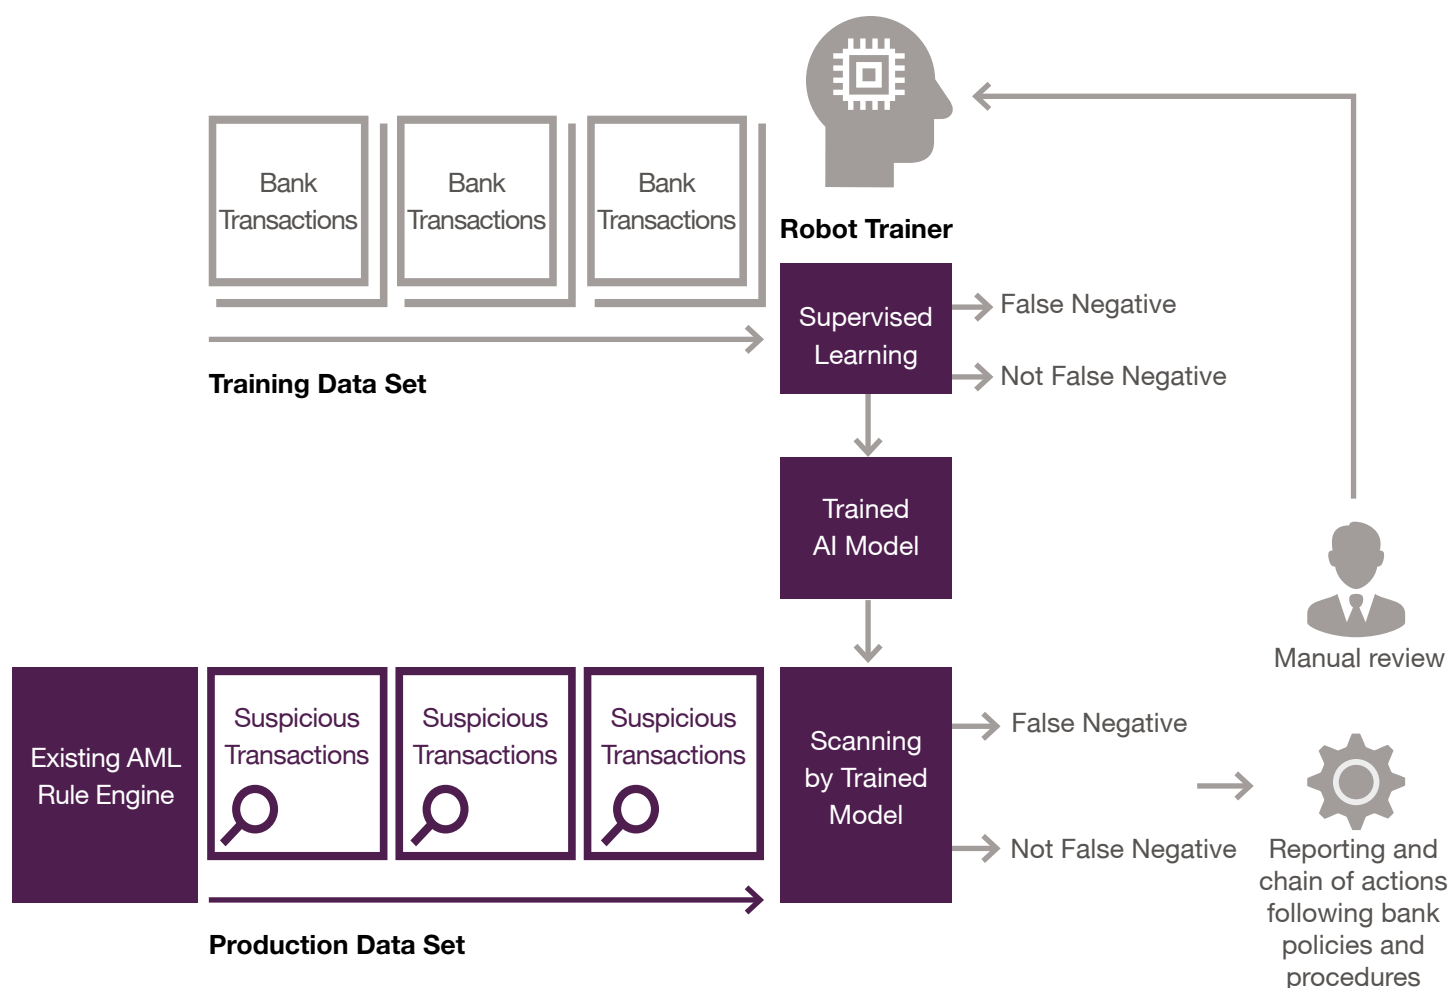 Bank
Transactions
Bank
Transactions
Bank
Transactions
Training Data Set
Robot Trainer
Supervised
Learning
False Negative
Not False Negative
Trained
AI Model
Manual review
Existing AML
Rule Engine
Suspicious
Transactions
Suspicious
Transactions
Suspicious
Transactions
Production Data Set
Scanning
by Trained
Model
False Negative
Not False Negative
Reporting and
chain of actions
following bank
policies and
procedures